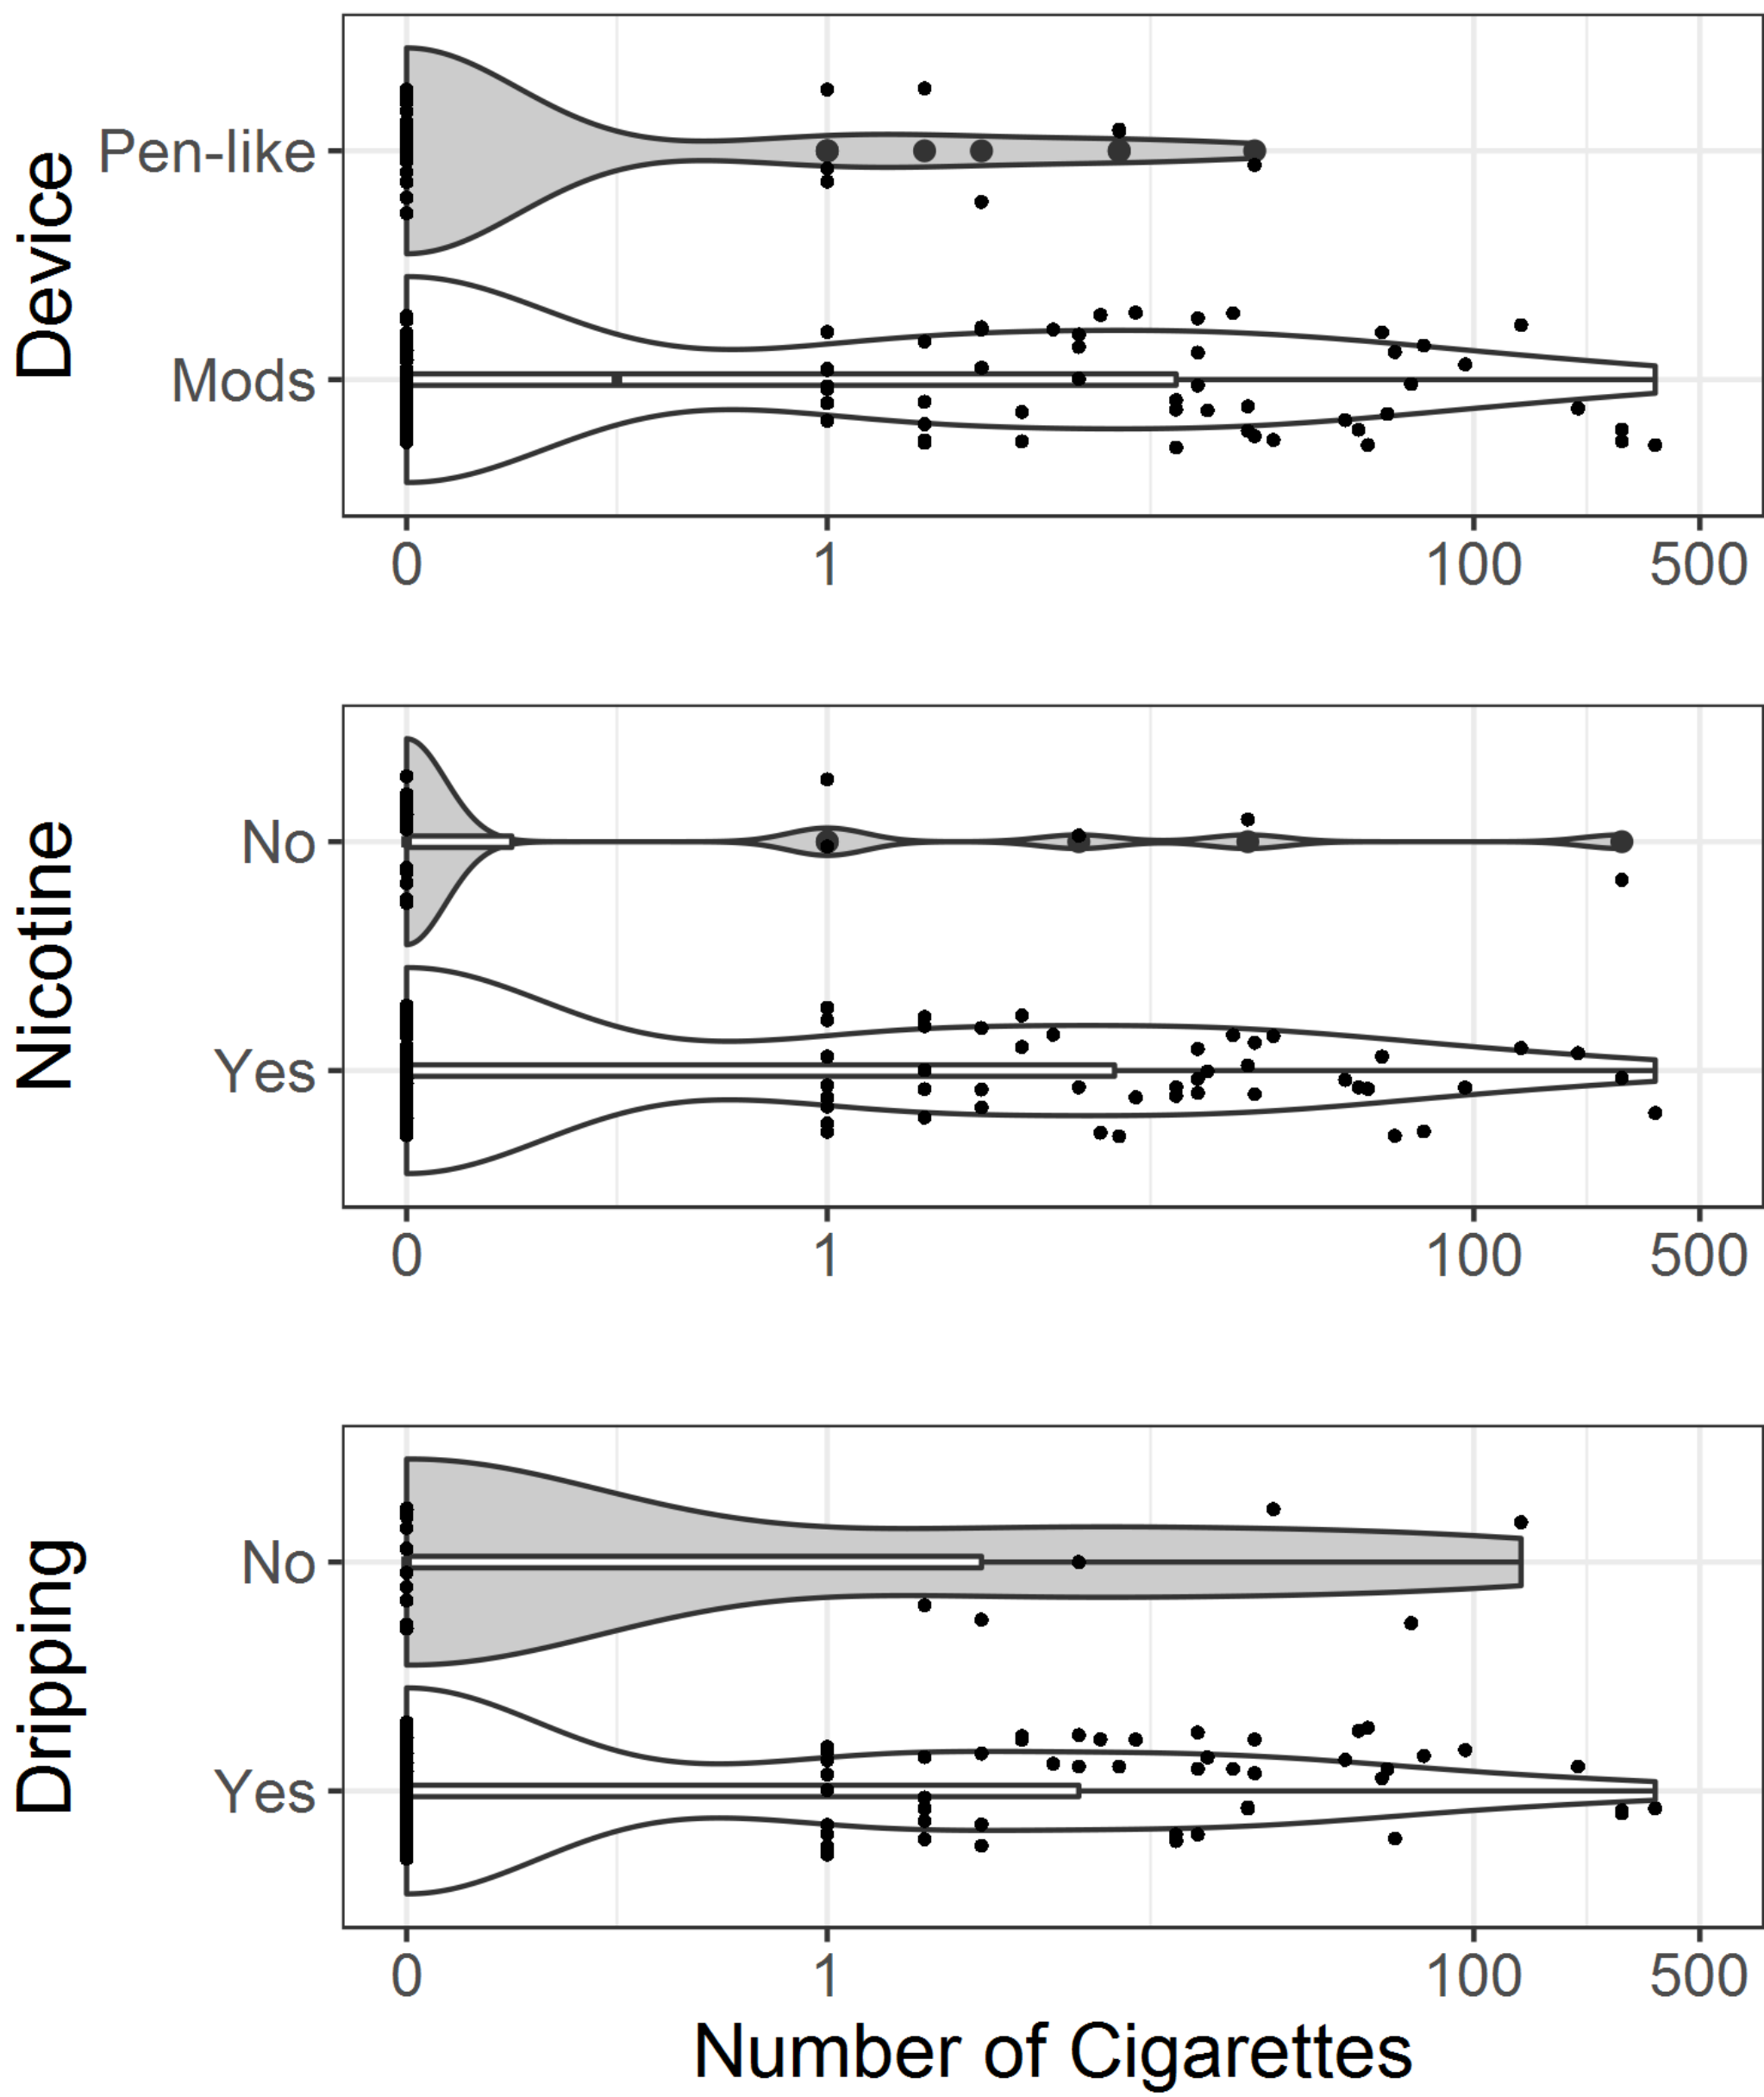 Device
Pen-like
Mods
0 1 100 500
Nicotine
No
Yes
0 1 100 500
Dripping
No
Yes
0 1 100 500
Number of Cigarettes